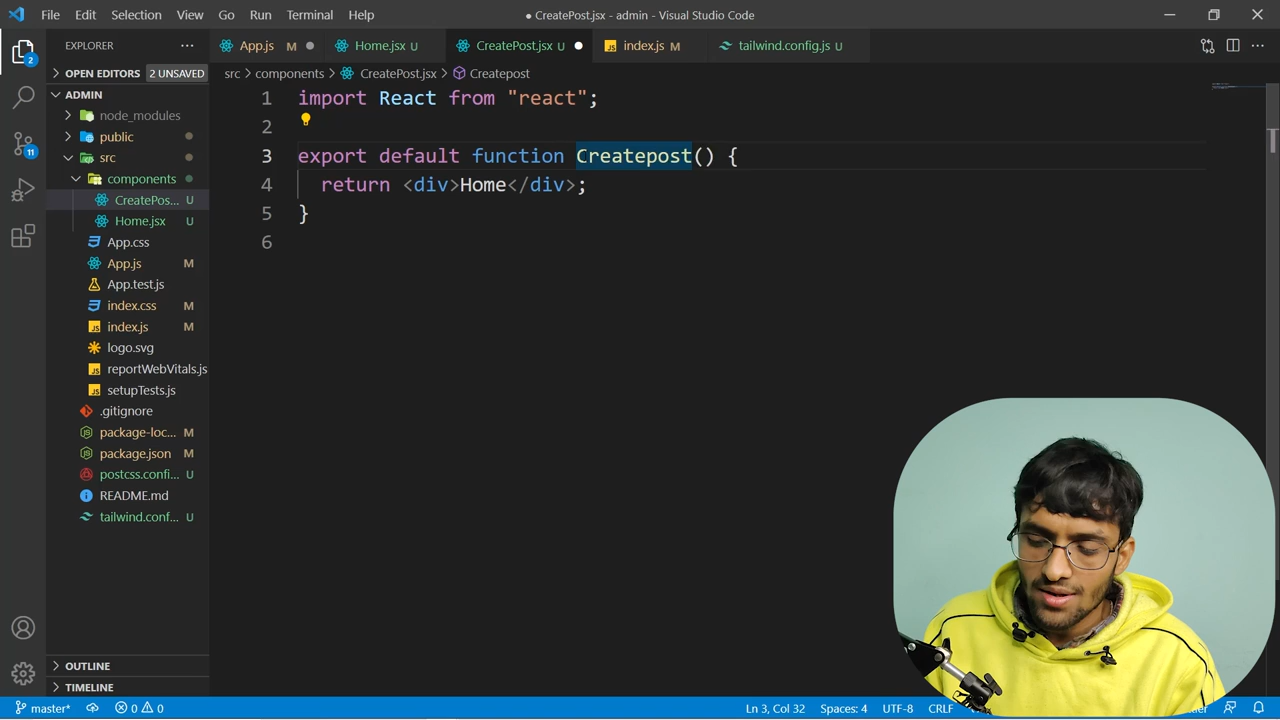 File Edit Selection View Go Run Terminal Help
● CreatePost.jsx - admin - Visual Studio Code
EXPLORER
App.js M
Home.jsx U
CreatePost.jsx U
index.js M
tailwind.config.js U
OPEN EDITORS 2 UNSAVED
src > components > CreatePost.jsx > Createpost
ADMIN
node_modules
public
src
components
CreatePos... U
Home.jsx U
App.css
App.js M
App.test.js
index.css M
index.js M
logo.svg
reportWebVitals.js
setupTests.js
.gitignore
package-loc... M
package.json M
postcss.confi... U
README.md
tailwind.conf... U
OUTLINE
TIMELINE
2
11
1 import React from "react";
2
3 export default function Createpost() {
4 return <div>Home</div>;
5 }
6
master* 0 0
Ln 3, Col 32 Spaces: 4 UTF-8 CRLF